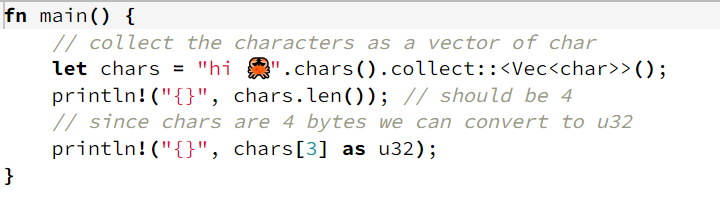 fn main() {
    // collect the characters as a vector of char
    let chars = "hi 🦀".chars().collect::<Vec<char>>();
    println!("{}", chars.len()); // should be 4
    // since chars are 4 bytes we can convert to u32
    println!("{}", chars[3] as u32);
}